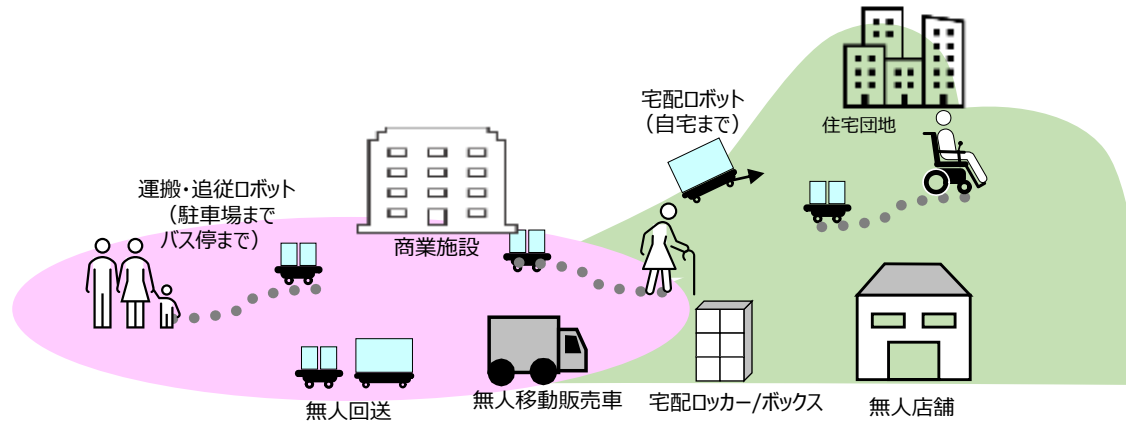 宅配ロボット
（自宅まで）
住宅団地
運搬・追従ロボット
（駐車場まで
バス停まで）
商業施設
無人回送
無人移動販売車
宅配ロッカー/ボックス
無人店舗